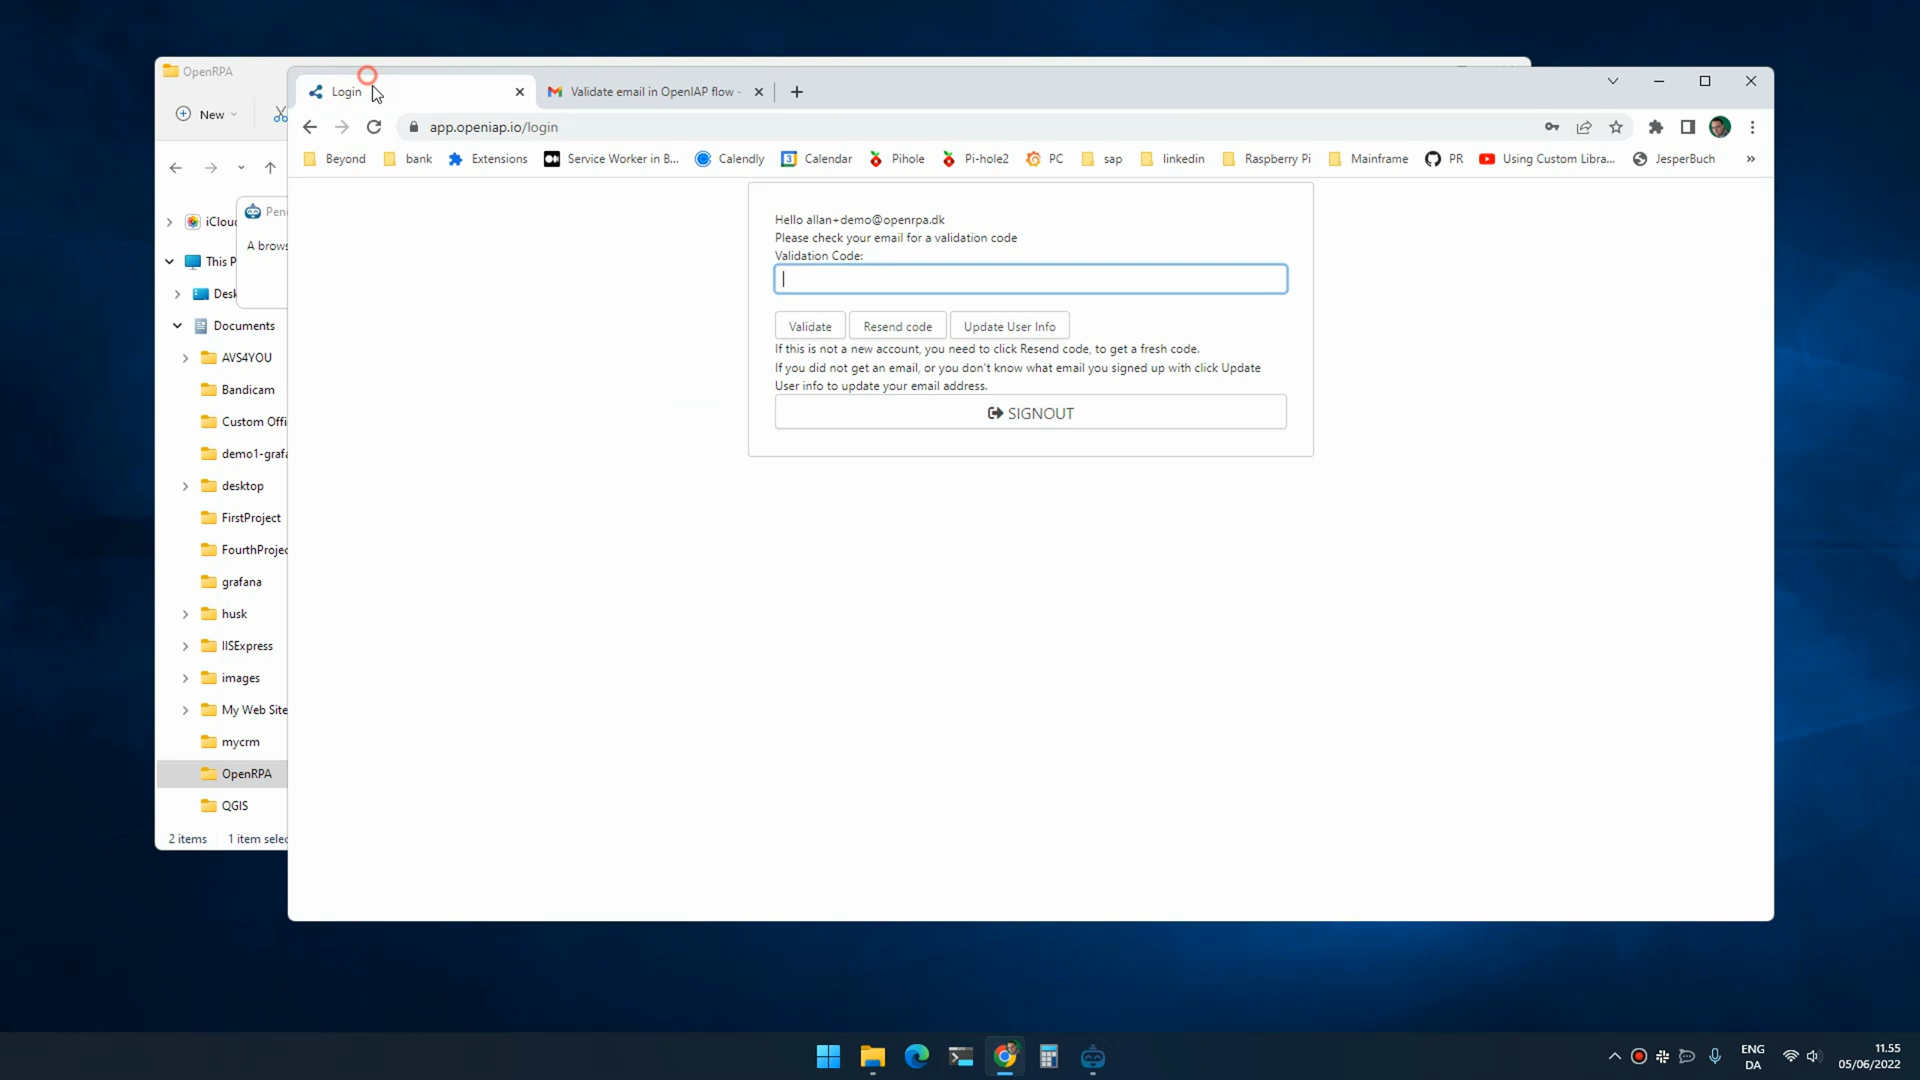 OpenRPA
New
Login
Validate email in OpenIAP flow -
app.openiap.io/login
Beyond
bank
Extensions
Service Worker in B...
Calendly
Calendar
Pihole
Pi-hole2
PC
sap
linkedin
Raspberry Pi
Mainframe
PR
Using Custom Libra...
JesperBuch
»
Pen
A brows
iClou
This P
Desk
Documents
AVS4YOU
Bandicam
Custom Offi
demo1-grafa
desktop
FirstProject
FourthProjec
grafana
husk
IISExpress
images
My Web Site
mycrm
OpenRPA
QGIS
2 items
1 item selec
Hello allan+demo@openrpa.dk
Please check your email for a validation code
Validation Code:
Validate
Resend code
Update User Info
If this is not a new account, you need to click Resend code, to get a fresh code.
If you did not get an email, or you don't know what email you signed up with click Update
User info to update your email address.
SIGNOUT
ENG
DA
11.55
05/06/2022